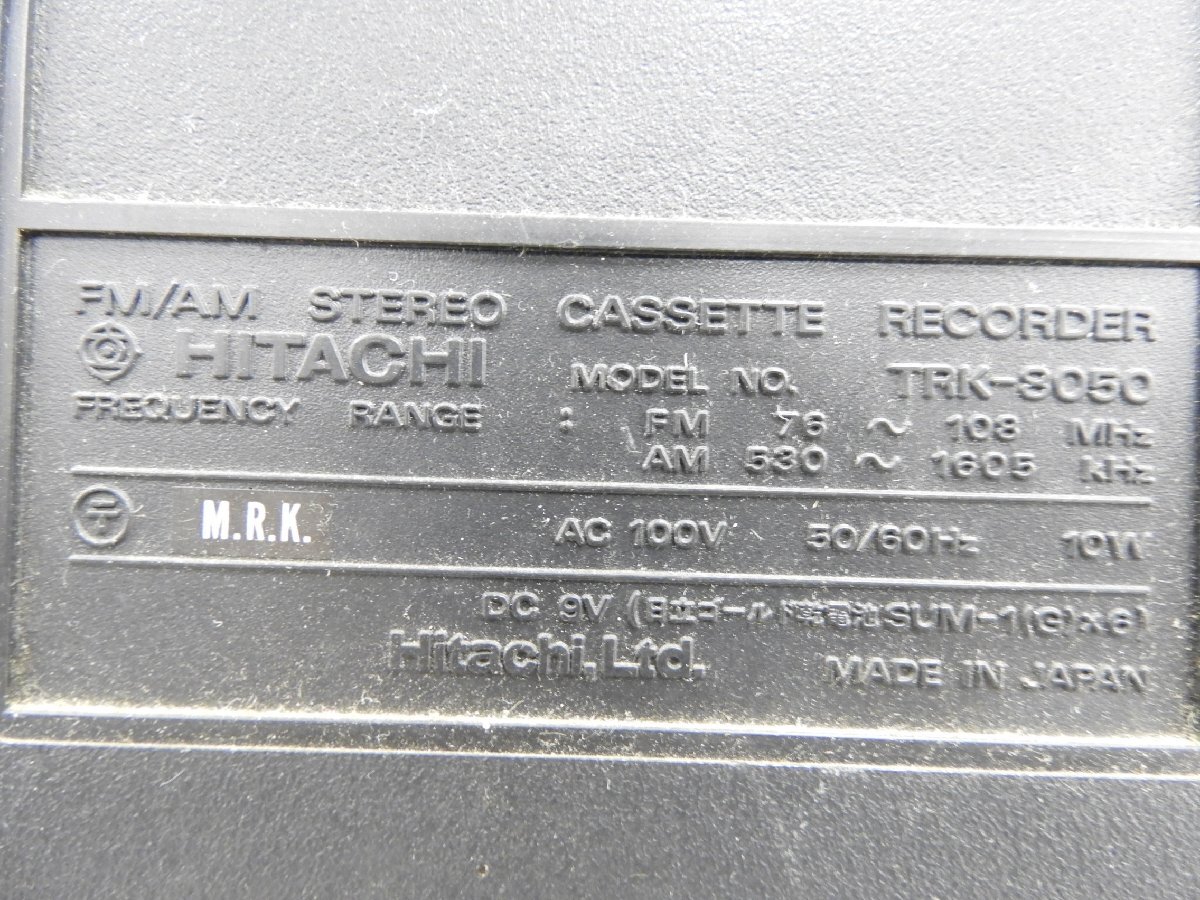 FM/AM STEREO CASSETTE RECORDER
HITACHI MODEL NO. TRK-8050
FREQUENCY RANGE : FM 76 ~ 108 MHz
AM 530 ~ 1605 kHz
〒 M.R.K. AC 100V 50/60Hz 10W
DC 9V (日立ゴールド乾電池 SUM-1(G)×6)
Hitachi, Ltd. MADE IN JAPAN